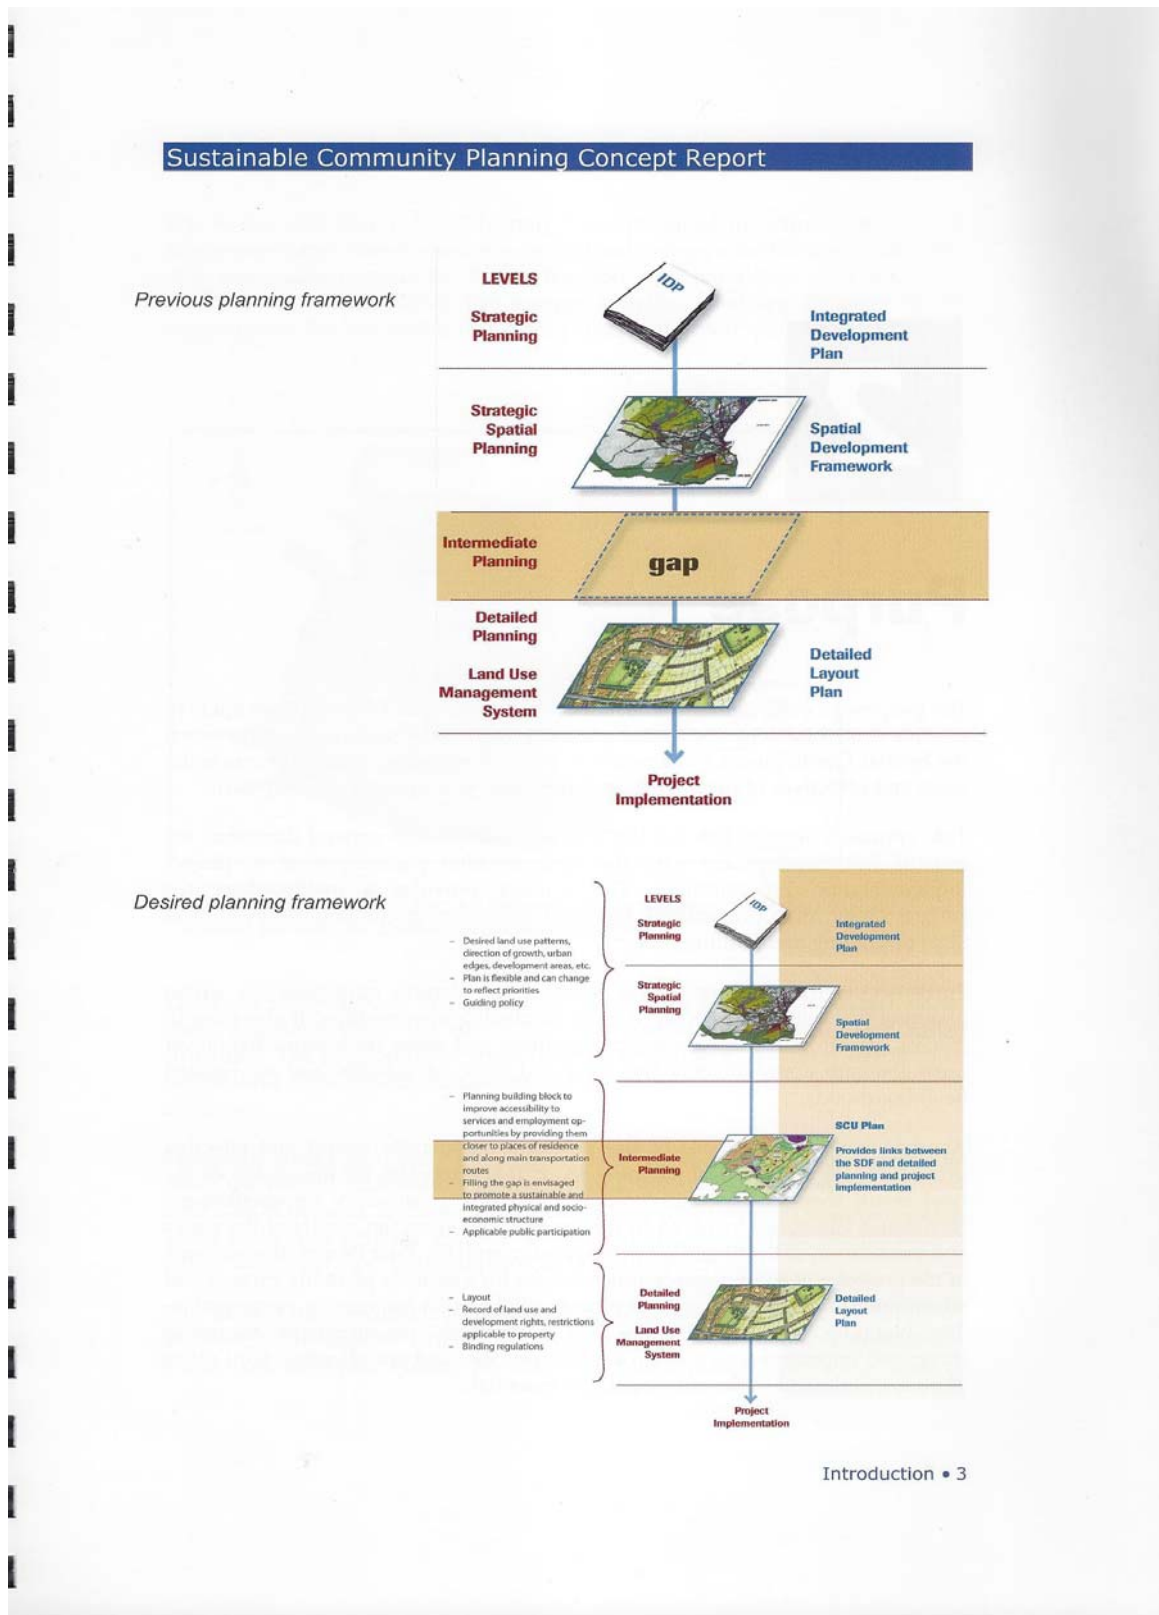 Sustainable Community Planning Concept Report
Previous planning framework
LEVELS
IDP
Strategic
Planning
Integrated
Development
Plan
Strategic
Spatial
Planning
Spatial
Development
Framework
Intermediate
Planning
gap
Detailed
Planning
Land Use
Management
System
Detailed
Layout
Plan
Project
Implementation
Desired planning framework
– Desired land use patterns,
direction of growth, urban
edges, development areas, etc.
– Plan is flexible and can change
to reflect priorities
– Guiding policy
LEVELS
Strategic
Planning
IDP
Integrated
Development
Plan
Strategic
Spatial
Planning
Spatial
Development
Framework
– Planning building block to
improve accessibility to
services and employment op-
portunities by providing them
closer to places of residence
and along main transportation
routes
– Filling the gap is envisaged
to promote a sustainable and
integrated physical and socio-
economic structure
– Applicable public participation
Intermediate
Planning
SCU Plan
Provides links between
the SDF and detailed
planning and project
implementation
– Layout
– Record of land use and
development rights, restrictions
applicable to property
– Binding regulations
Detailed
Planning
Land Use
Management
System
Detailed
Layout
Plan
Project
Implementation
Introduction • 3